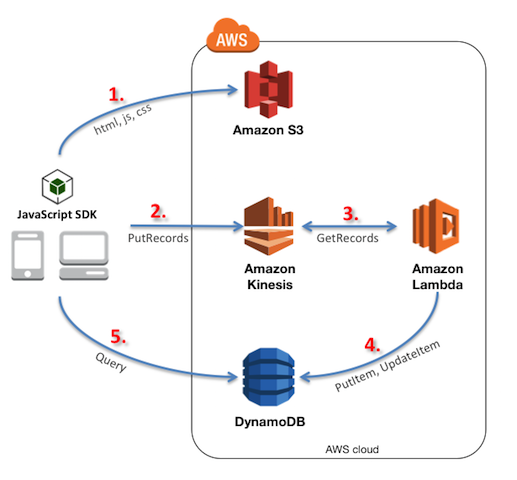 AWS
1.
html, js, css
Amazon S3
JavaScript SDK
2.
PutRecords
Amazon
Kinesis
3.
GetRecords
Amazon
Lambda
5.
Query
4.
PutItem, UpdateItem
DynamoDB
AWS cloud